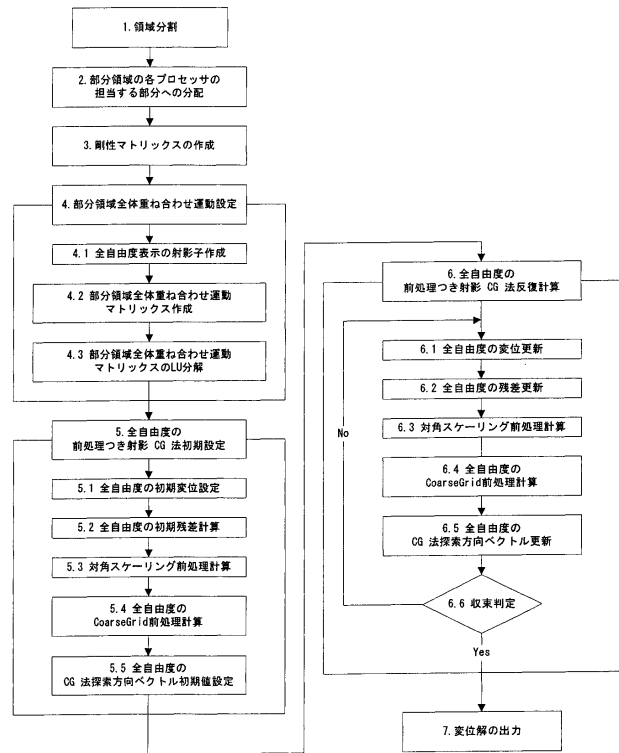 1.領域分割
2.部分領域の各プロセッサの
担当する部分への分配
3.剛性マトリックスの作成
4.部分領域全体重ね合わせ運動設定
4.1 全自由度表示の射影子作成
4.2 部分領域全体重ね合わせ運動
マトリックス作成
4.3 部分領域全体重ね合わせ運動
マトリックスのLU分解
5.全自由度の
前処理つき射影 CG 法初期設定
5.1 全自由度の初期変位設定
5.2 全自由度の初期残差計算
5.3 対角スケーリング前処理計算
5.4 全自由度の
CoarseGrid前処理計算
5.5 全自由度の
CG 法探索方向ベクトル初期値設定
6.全自由度の
前処理つき射影 CG 法反復計算
6.1 全自由度の変位更新
6.2 全自由度の残差更新
6.3 対角スケーリング前処理計算
No
6.4 全自由度の
CoarseGrid前処理計算
6.5 全自由度の
CG 法探索方向ベクトル更新
6.6 収束判定
Yes
7.変位解の出力